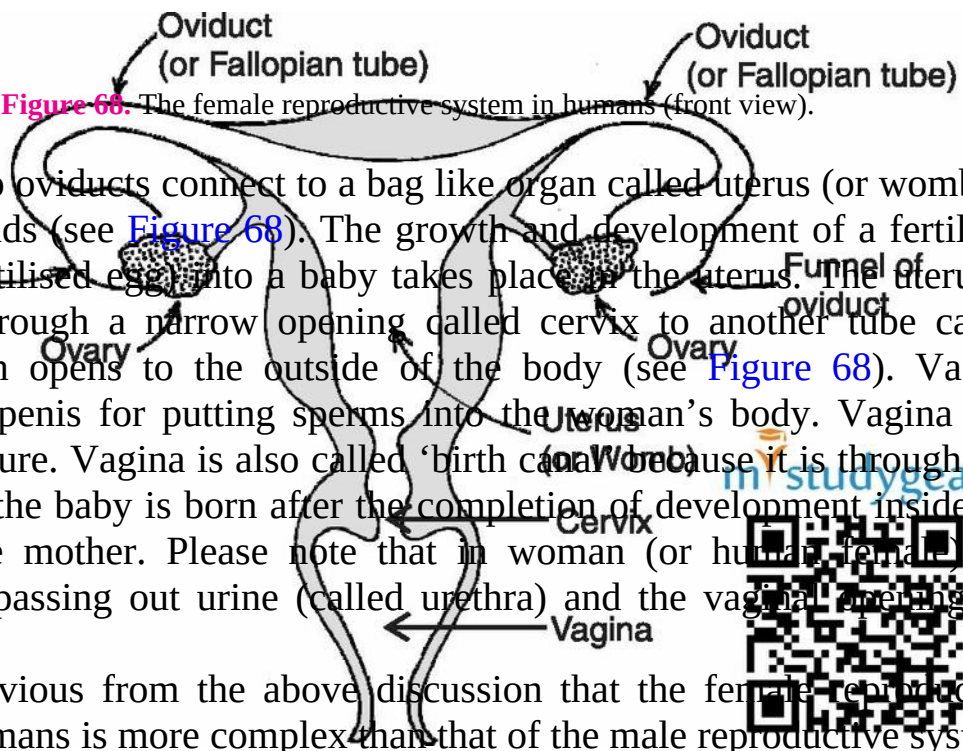 Oviduct
(or Fallopian tube)
Oviduct
(or Fallopian tube)
Figure 68. The female reproductive system in humans (front view).
oviducts connect to a bag like organ called uterus (or womb
(see Figure 68). The growth and development of a fertil
egg) into a baby takes place in the uterus. The uteru
Funnel of
oviduct
rough a narrow opening called cervix to another tube ca
Ovary
Ovary
opens to the outside of the body (see Figure 68). Va
penis for putting sperms into the woman's body. Vagina
Uterus
(or Womb)
ure. Vagina is also called ‘birth canal’ because it is through
studygea
the baby is born after the completion of development inside
Cervix
mother. Please note that in woman (or human female)
passing out urine (called urethra) and the vaginal opening
Vagina
vious from the above discussion that the female reproduc
mans is more complex than that of the male reproductive syst